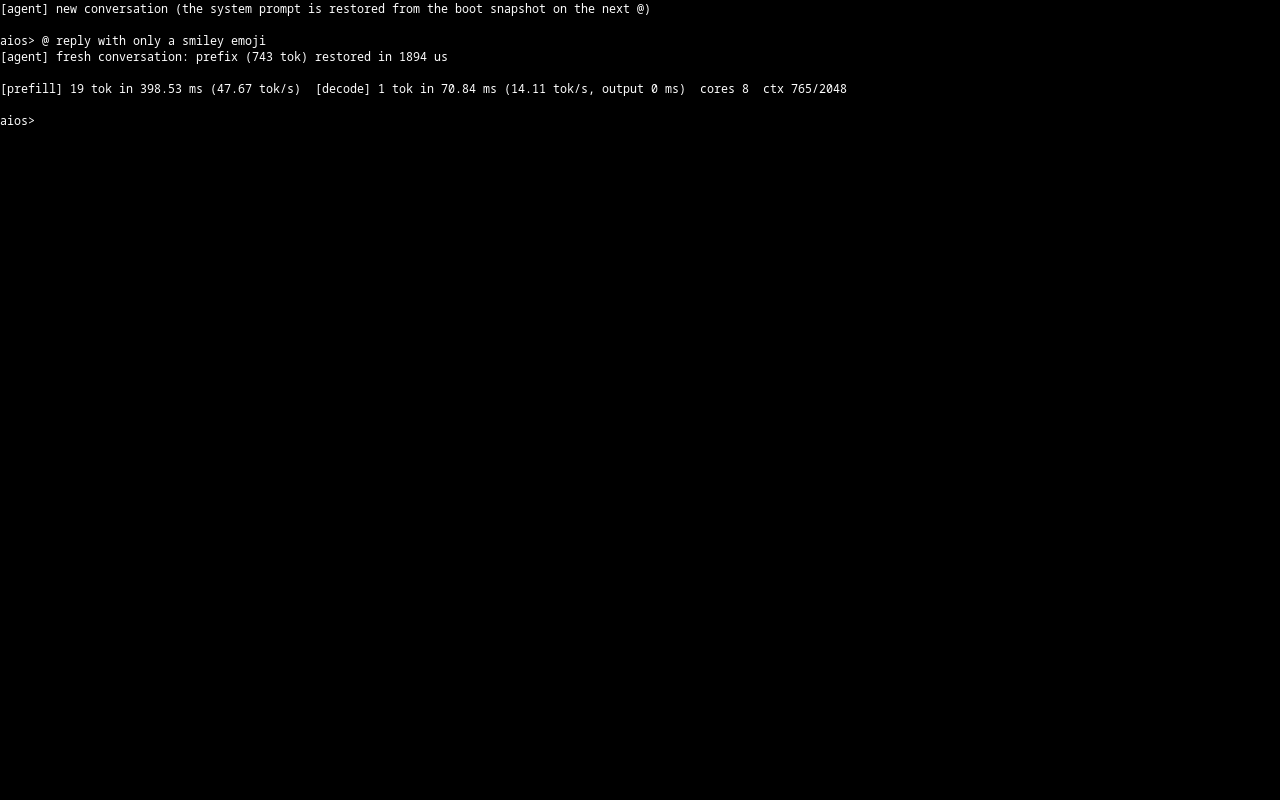 [agent] new conversation (the system prompt is restored from the boot snapshot on the next @)
aios> @ reply with only a smiley emoji
[agent] fresh conversation: prefix (743 tok) restored in 1894 us
[prefill] 19 tok in 398.53 ms (47.67 tok/s)  [decode] 1 tok in 70.84 ms (14.11 tok/s, output 0 ms)  cores 8  ctx 765/2048
aios>